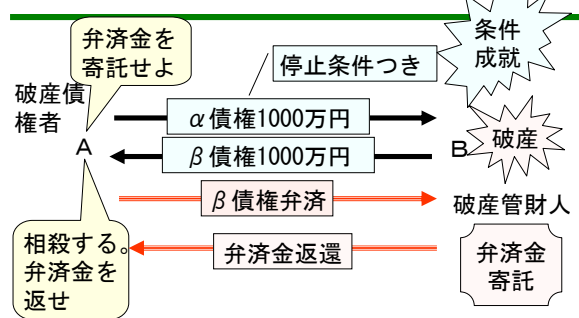 弁済金を
寄託せよ
条件
成就
停止条件つき
破産債
権者
A
α債権1000万円
β債権1000万円
B
破産
β債権弁済
破産管財人
相殺する。
弁済金を
返せ
弁済金返還
弁済金
寄託